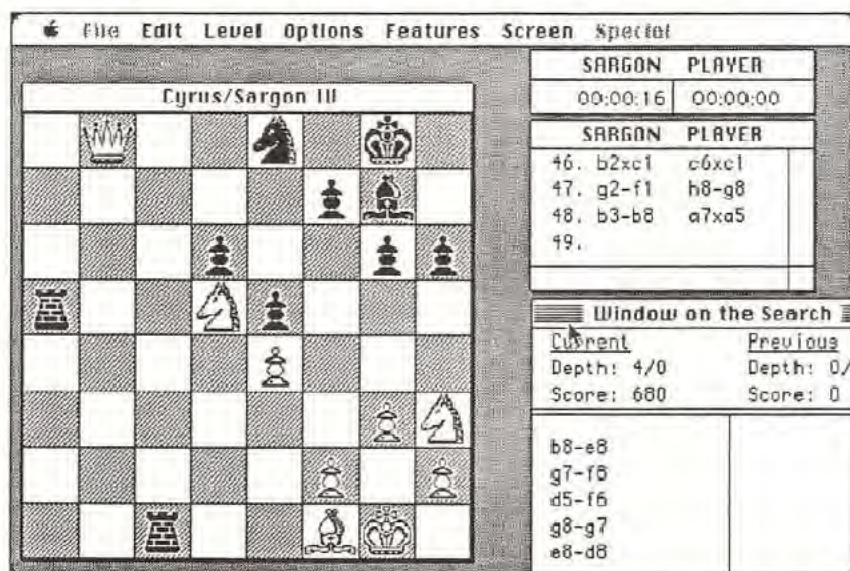 File Edit Level Options Features Screen Special
SARGON PLAYER
00:00:16 00:00:00
Cyrus/Sargon III
SARGON PLAYER
46. b2xc1 c6xc1
47. g2-f1 h8-g8
48. b3-b8 a7xa5
49.
Window on the Search
Current Previous
Depth: 4/0 Depth: 0/
Score: 680 Score: 0
b8-e8
g7-f8
d5-f6
g8-g7
e8-d8